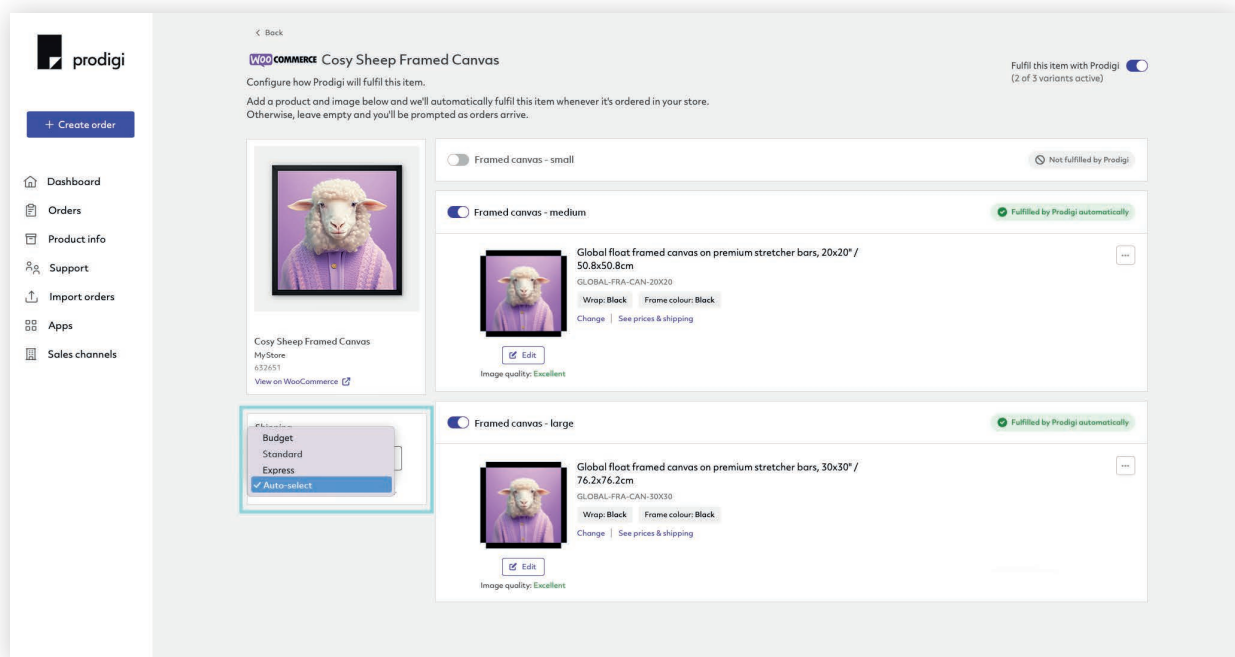 prodigi
+ Create order
Dashboard
Orders
Product info
Support
Import orders
Apps
Sales channels
Back
WOO COMMERCE Cosy Sheep Framed Canvas
Configure how Prodigi will fulfil this item.
Add a product and image below and we'll automatically fulfil this item whenever it's ordered in your store.
Otherwise, leave empty and you'll be prompted as orders arrive.
Fulfil this item with Prodigi
(2 of 3 variants active)
Cosy Sheep Framed Canvas
MyStore
632651
View on WooCommerce
Shipping
Budget
Standard
Express
✓ Auto-select
Framed canvas - small
Not fulfilled by Prodigi
Framed canvas - medium
Fulfilled by Prodigi automatically
Global float framed canvas on premium stretcher bars, 20x20" /
50.8x50.8cm
GLOBAL-FRA-CAN-20X20
Wrap: Black Frame colour: Black
Change | See prices & shipping
Edit
Image quality: Excellent
Framed canvas - large
Fulfilled by Prodigi automatically
Global float framed canvas on premium stretcher bars, 30x30" /
76.2x76.2cm
GLOBAL-FRA-CAN-30X30
Wrap: Black Frame colour: Black
Change | See prices & shipping
Edit
Image quality: Excellent